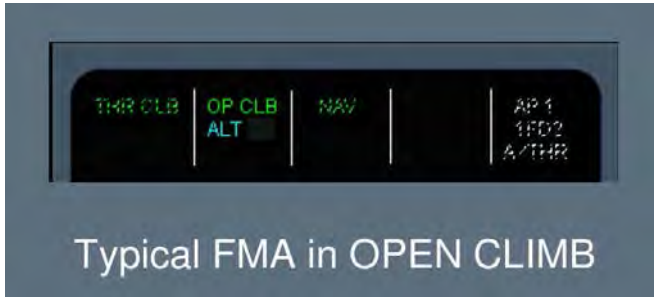 THR CLB OP CLB NAV AP 1
ALT 1FD2
A/THR
Typical FMA in OPEN CLIMB